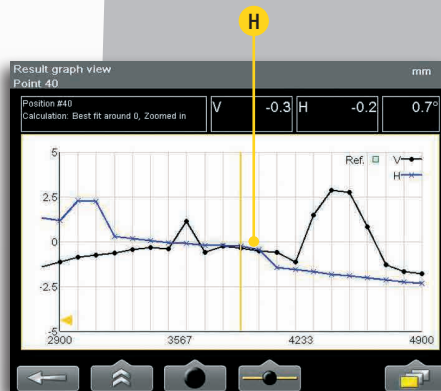 H
Result graph view
Point 40
mm
Position #40
Calculation: Best fit around 0, Zoomed in
V -0.3
H -0.2
0.7°
Ref. V
H
5
2.5
0
-2.5
-5
2900 3567 4233 4900